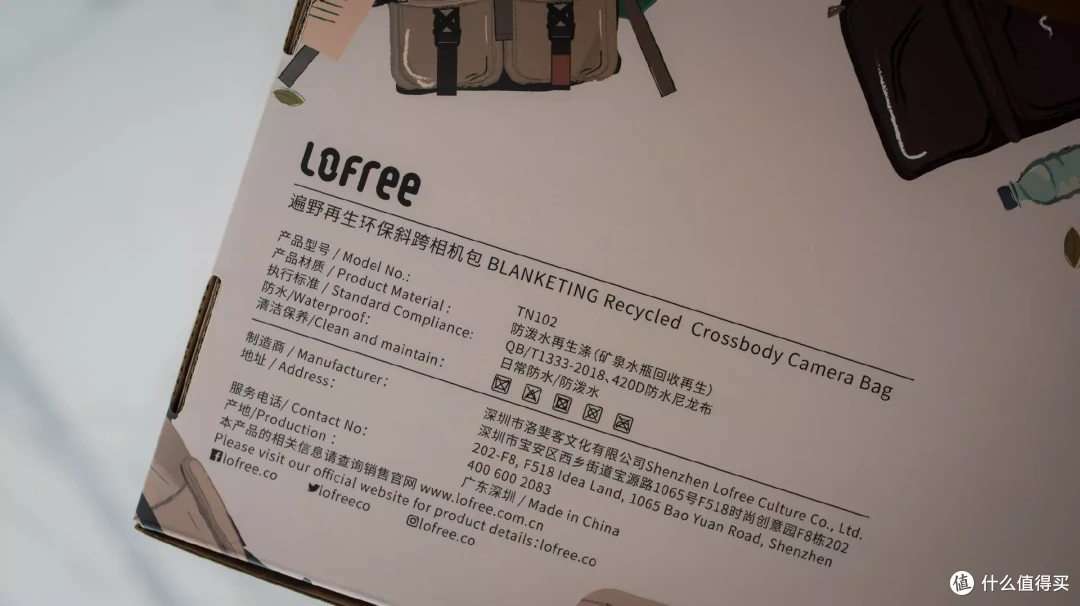 LOFREE
遍野再生环保斜跨相机包 BLANKETING Recycled Crossbody Camera Bag
产品型号 / Model No.: TN102
产品材质 / Product Material : 防泼水再生涤(矿泉水瓶回收再生)
执行标准 / Standard Compliance: QB/T1333-2018、420D防水尼龙布
防水/Waterproof: 日常防水/防泼水
清洁保养/Clean and maintain:
制造商 / Manufacturer: 深圳市洛斐客文化有限公司Shenzhen Lofree Culture Co., Ltd.
地址 / Address: 深圳市宝安区西乡街道宝源路1065号F518时尚创意园F8栋202
202-F8, F518 Idea Land, 1065 Bao Yuan Road, Shenzhen
服务电话/ Contact No: 400 600 2083
产地/Production : 广东深圳 / Made in China
本产品的相关信息请查询销售官网 www.lofree.com.cn
Please visit our official website for product details:lofree.co
lofree.co lofreeco lofree.co
值 什么值得买